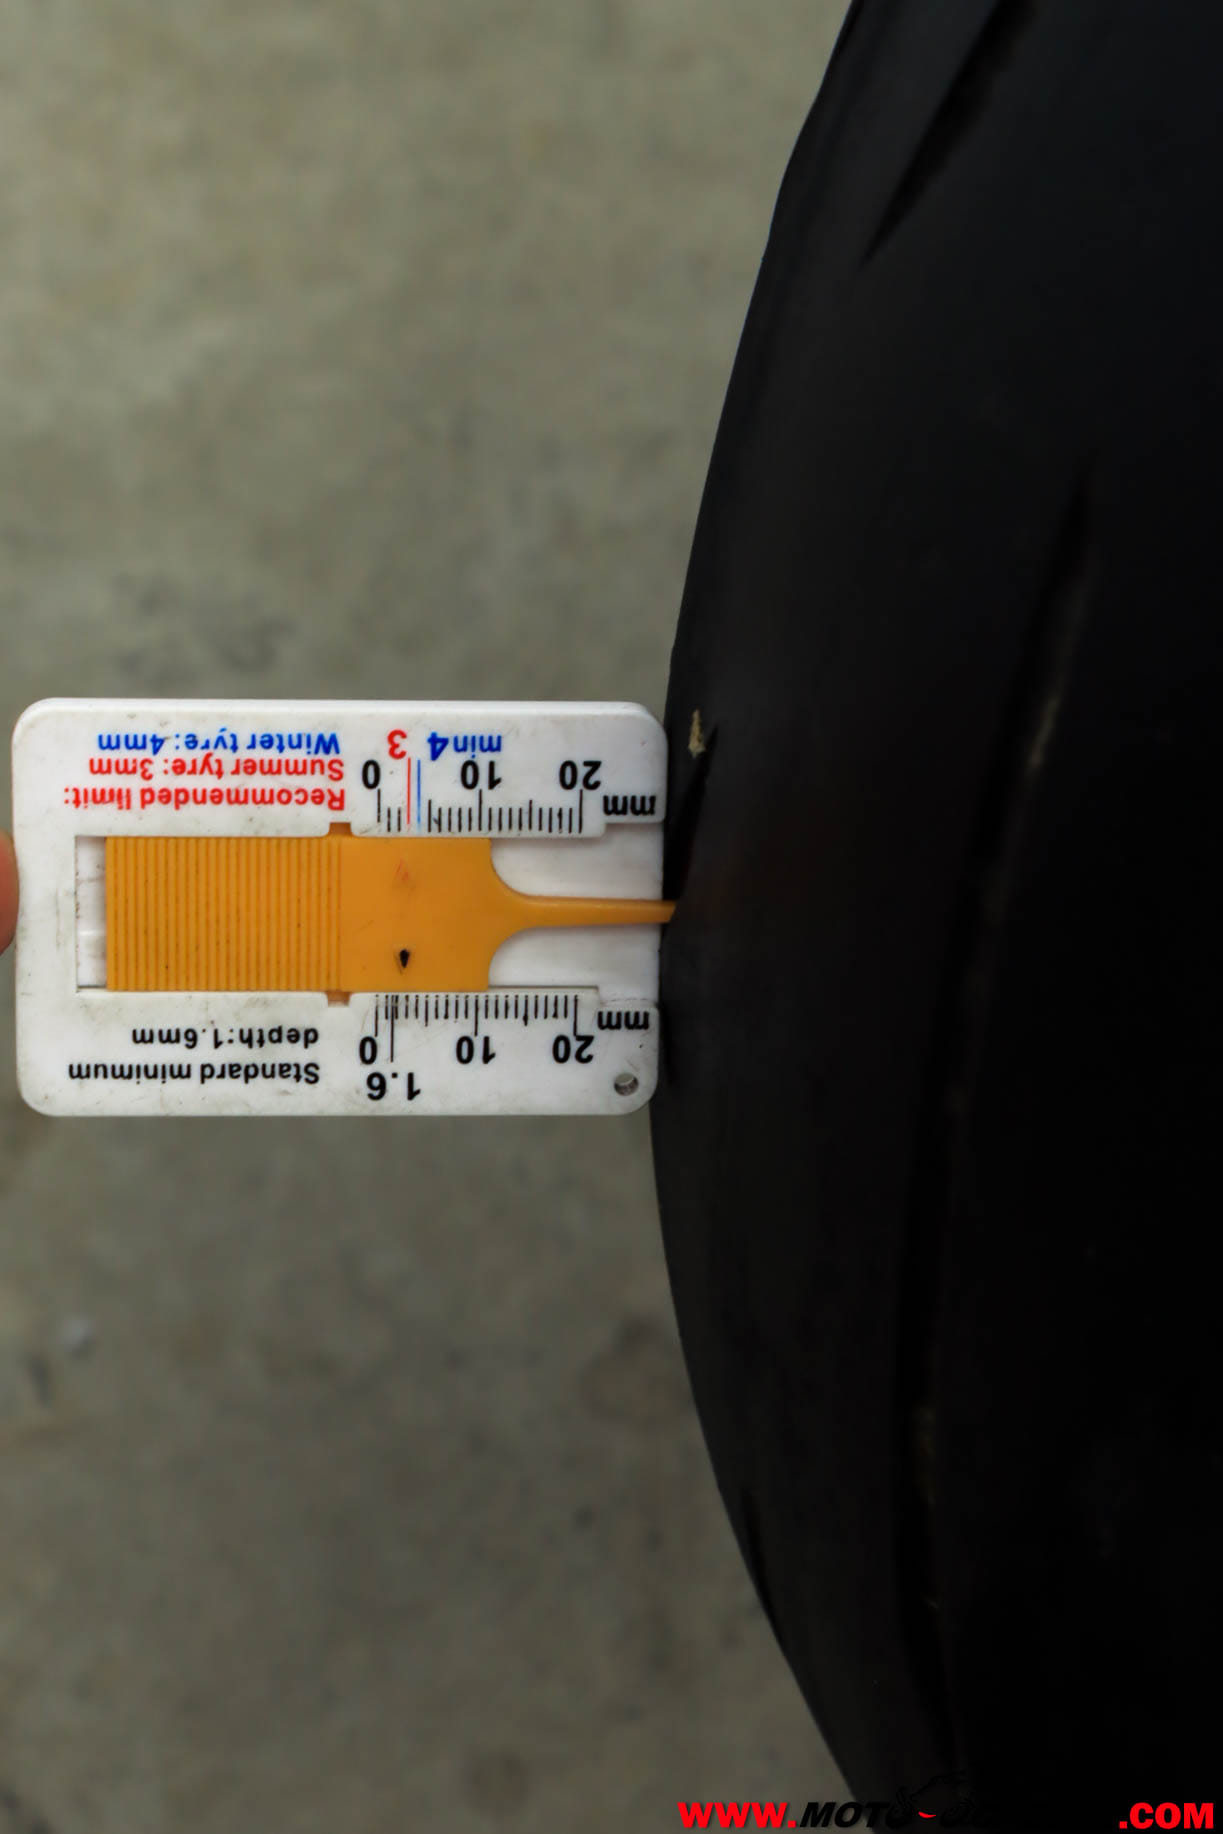 Standard minimum
depth:1.6mm
1.6
0 10 20
mm
0 10 20
mm
Recommended limit:
Summer tyre:3mm
Winter tyre:4mm
3
min4
WWW.MOTO
.COM